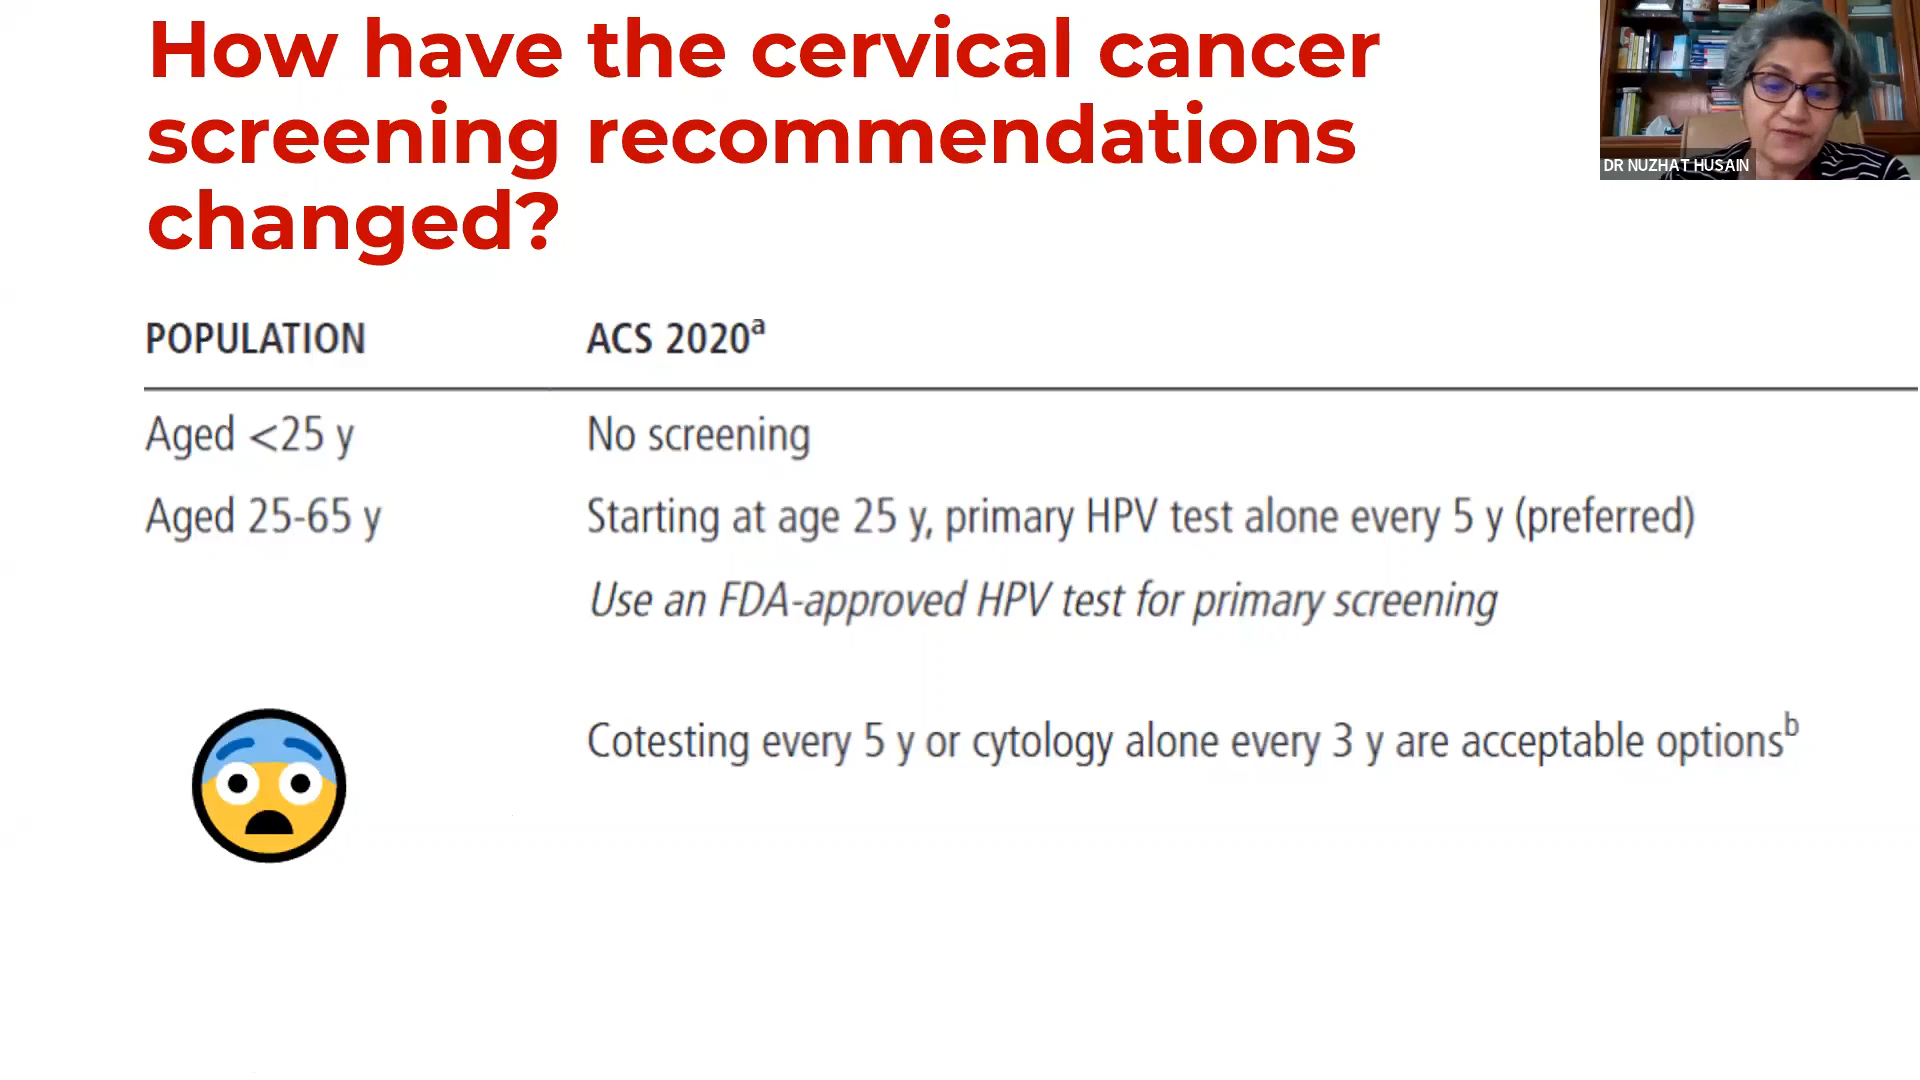 How have the cervical cancer
screening recommendations
changed?
DR NUZHAT HUSAIN
POPULATION ACS 2020ᵃ
Aged <25 y No screening
Aged 25-65 y Starting at age 25 y, primary HPV test alone every 5 y (preferred)
Use an FDA-approved HPV test for primary screening
Cotesting every 5 y or cytology alone every 3 y are acceptable optionsᵇ